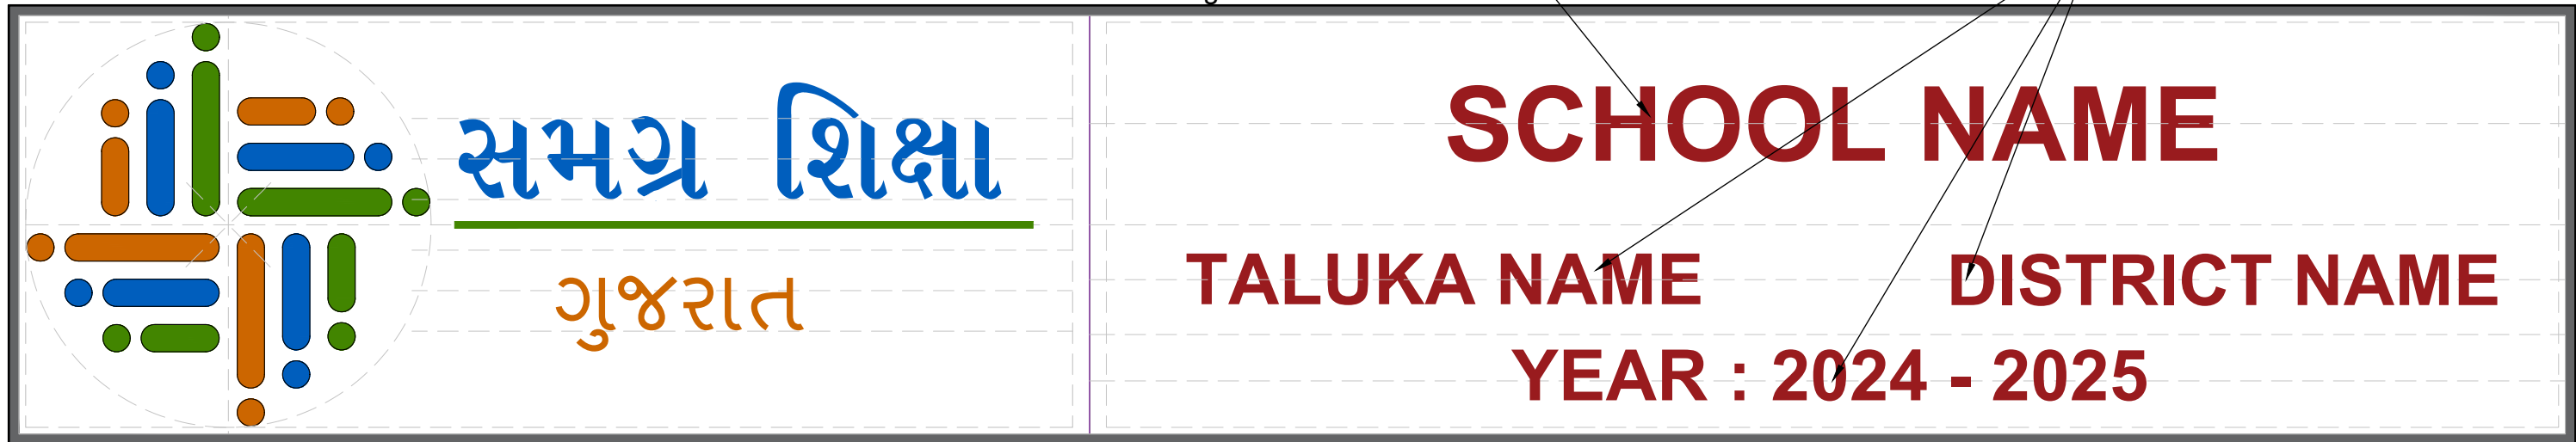 સમગ્ર શિક્ષા
ગુજરાત
SCHOOL NAME
TALUKA NAME DISTRICT NAME
YEAR : 2024 - 2025